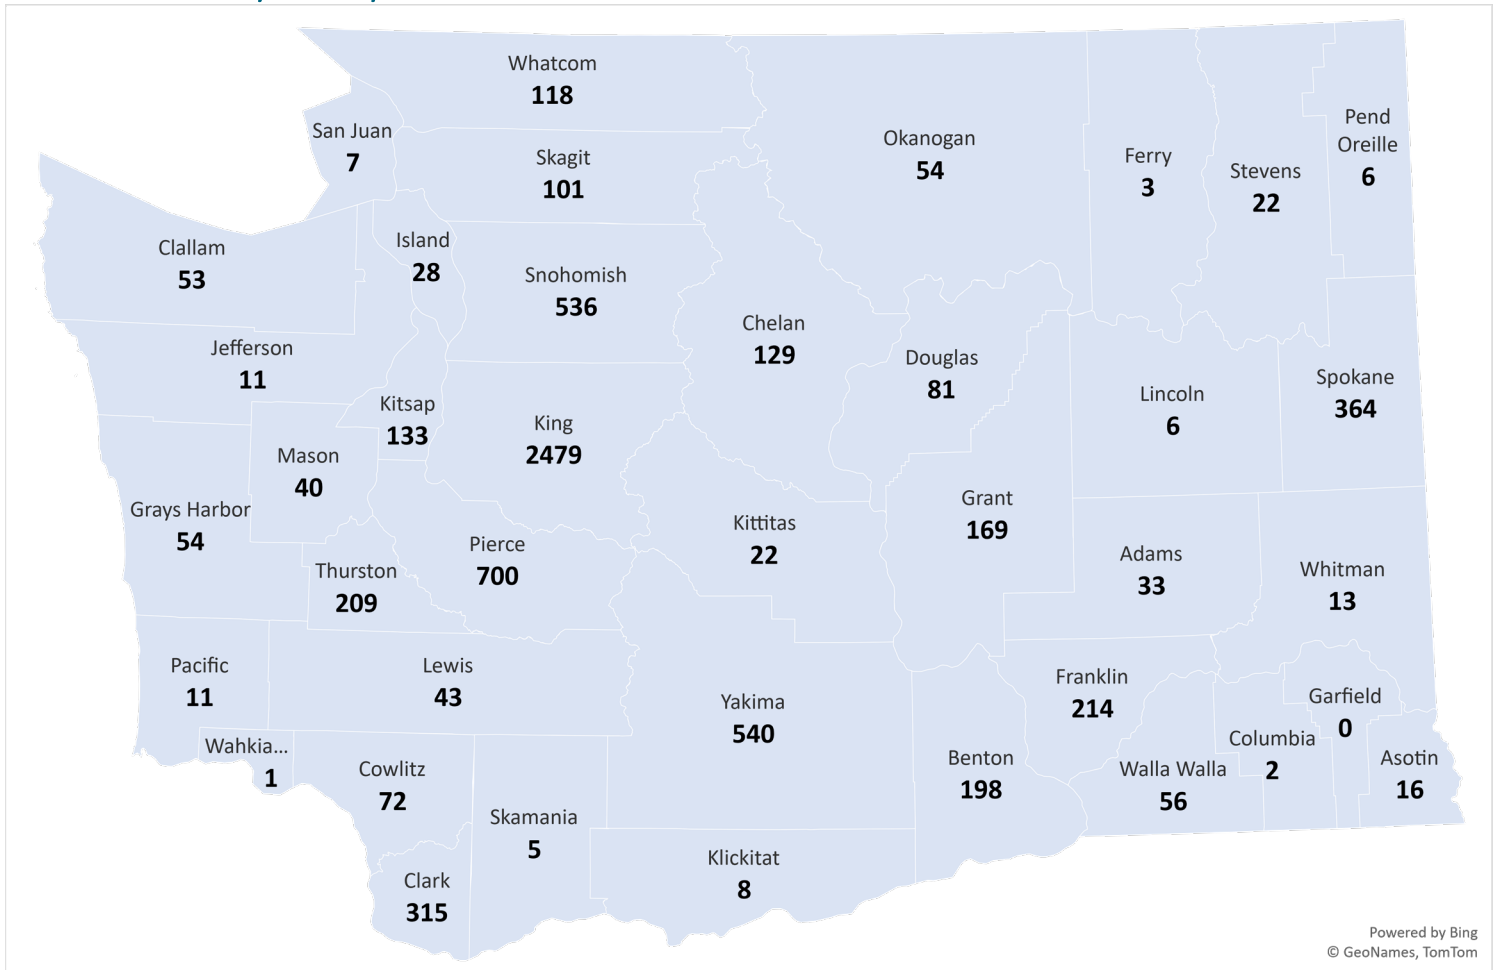 Whatcom
118
San Juan
7
Skagit
101
Okanogan
54
Ferry
3
Stevens
22
Pend
Oreille
6
Clallam
53
Island
28
Snohomish
536
Chelan
129
Douglas
81
Jefferson
11
Kitsap
133
King
2479
Lincoln
6
Spokane
364
Mason
40
Grays Harbor
54
Thurston
209
Pierce
700
Kittitas
22
Grant
169
Adams
33
Whitman
13
Pacific
11
Lewis
43
Yakima
540
Franklin
214
Garfield
0
Wahkia...
1
Cowlitz
72
Skamania
5
Benton
198
Walla Walla
56
Columbia
2
Asotin
16
Clark
315
Klickitat
8
Powered by Bing
© GeoNames, TomTom